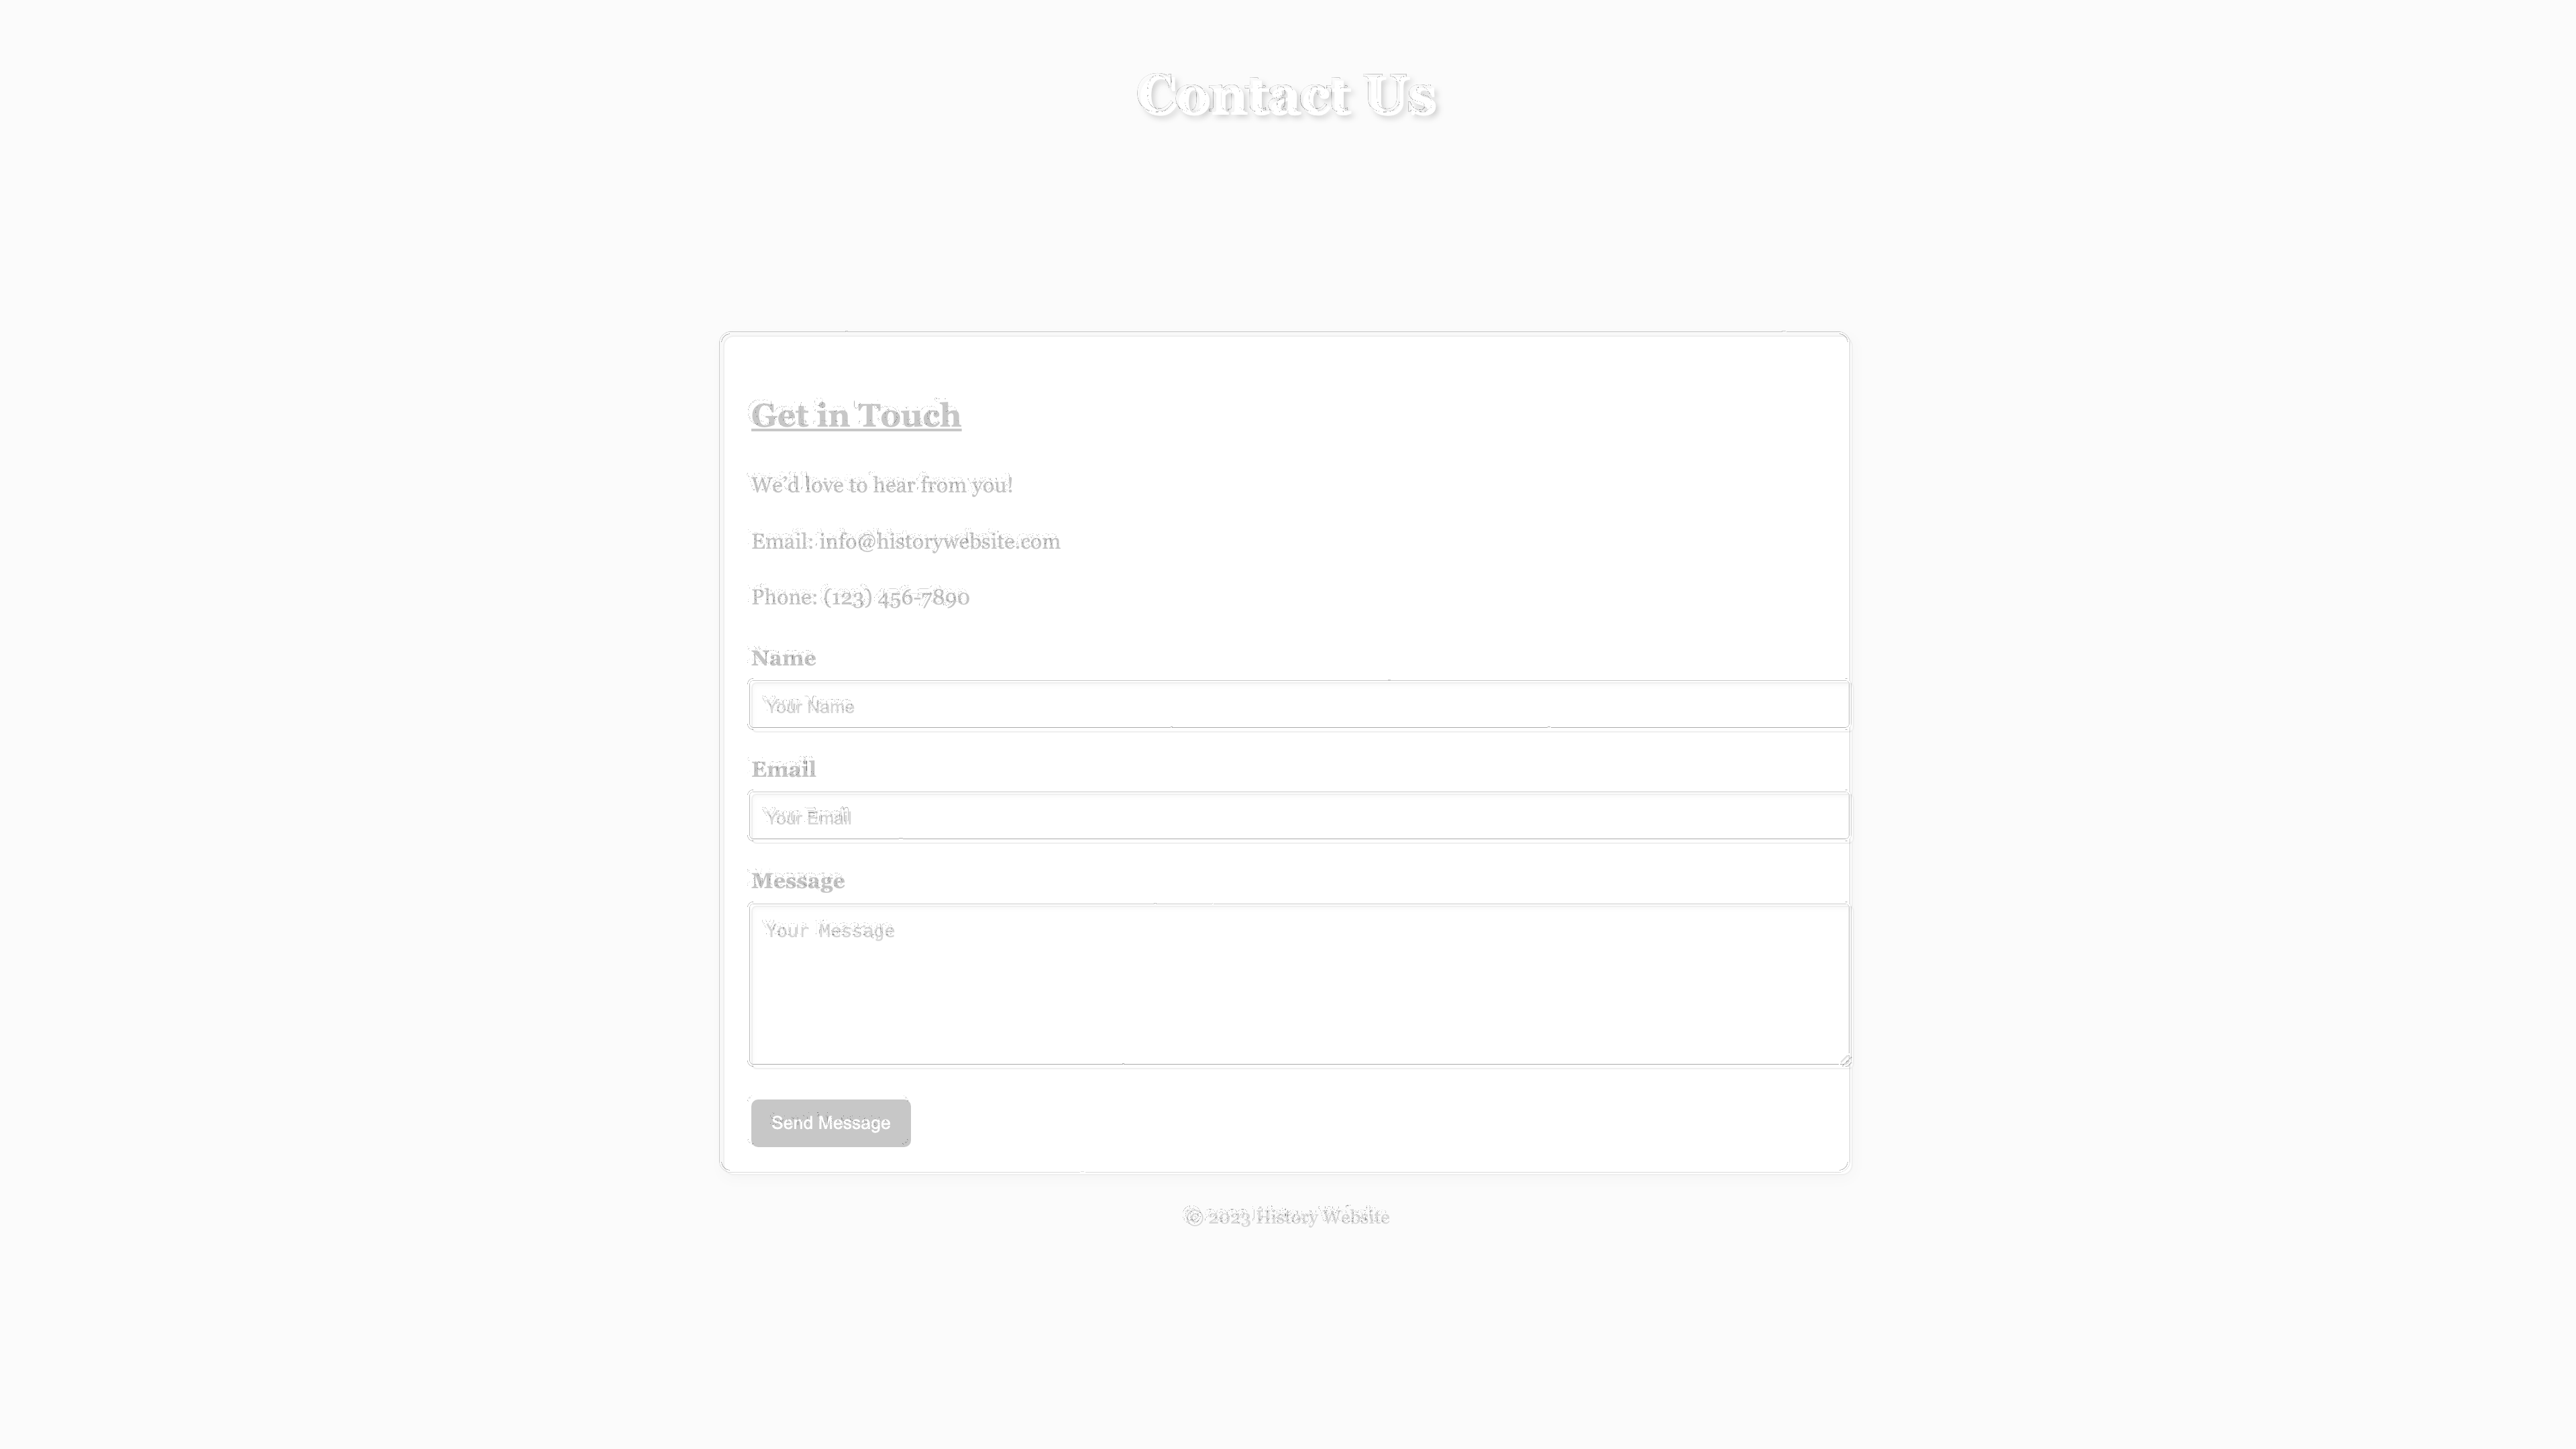 Contact Us
Get in Touch
We'd love to hear from you!
Email: info@historywebsite.com
Phone: (123) 456-7890
Name
Your Name
Email
Your Email
Message
Your Message
Send Message
© 2023 History Website